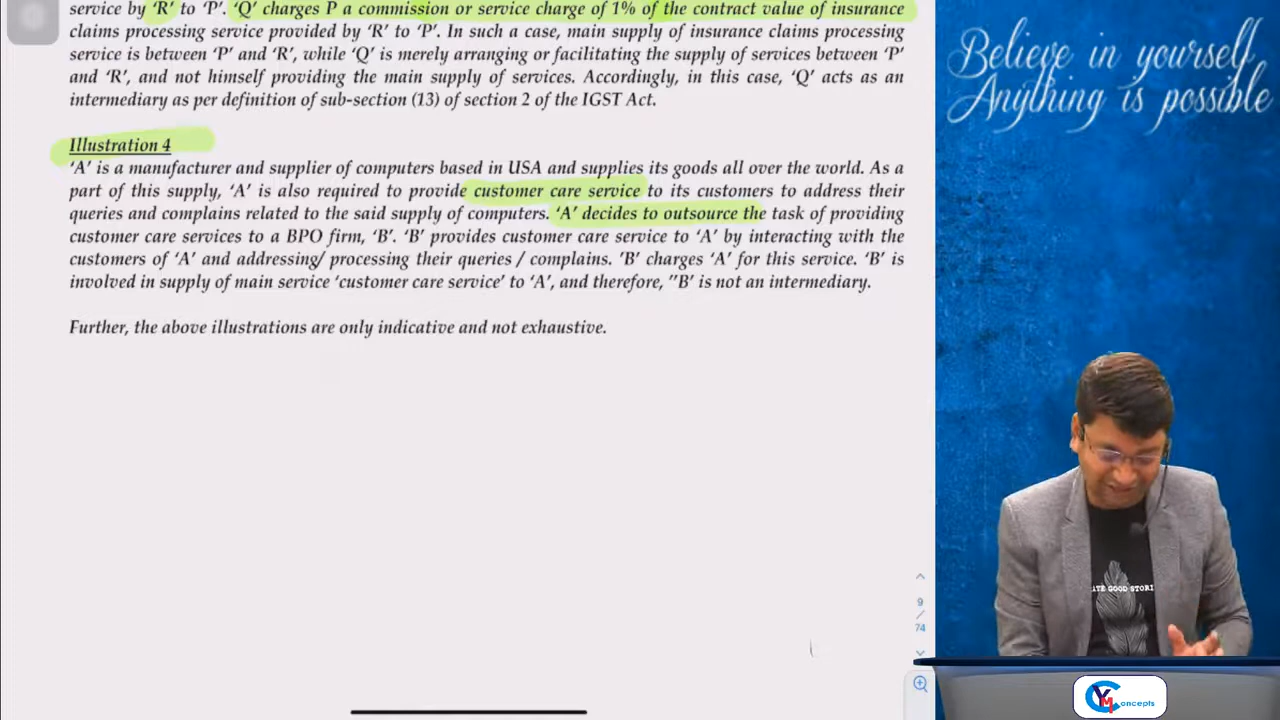 service by 'R' to 'P'. 'Q' charges P a commission or service charge of 1% of the contract value of insurance
claims processing service provided by 'R' to 'P'. In such a case, main supply of insurance claims processing
service is between 'P' and 'R', while 'Q' is merely arranging or facilitating the supply of services between 'P'
and 'R', and not himself providing the main supply of services. Accordingly, in this case, 'Q' acts as an
intermediary as per definition of sub-section (13) of section 2 of the IGST Act.
Illustration 4
'A' is a manufacturer and supplier of computers based in USA and supplies its goods all over the world. As a
part of this supply, 'A' is also required to provide customer care service to its customers to address their
queries and complains related to the said supply of computers. 'A' decides to outsource the task of providing
customer care services to a BPO firm, 'B'. 'B' provides customer care service to 'A' by interacting with the
customers of 'A' and addressing/ processing their queries / complains. 'B' charges 'A' for this service. 'B' is
involved in supply of main service 'customer care service' to 'A', and therefore, "B' is not an intermediary.
Further, the above illustrations are only indicative and not exhaustive.
Believe in yourself
Anything is possible
9
/
74
ATE GOOD STORI
YM
Concepts